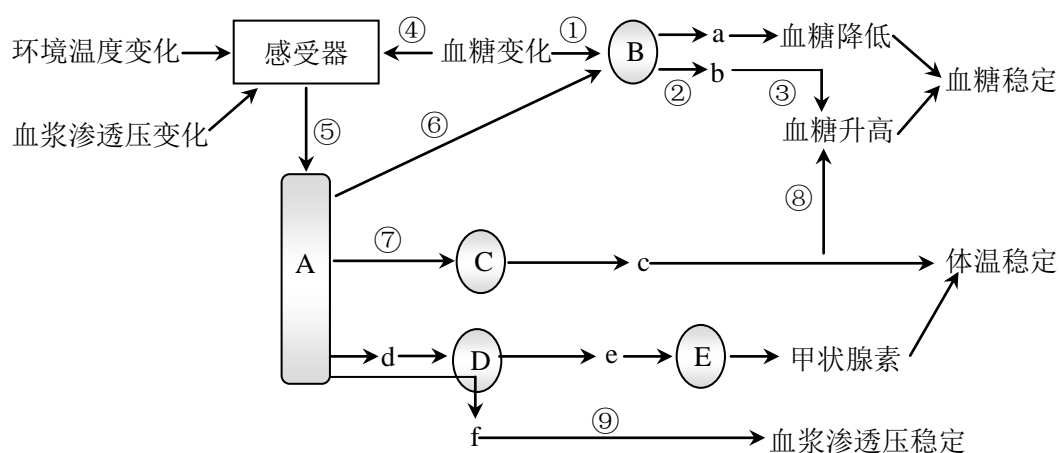 ④ ① a 血糖降低
环境温度变化 感受器 血糖变化 B
② b ③ 血糖稳定
血浆渗透压变化 ⑤ ⑥ 血糖升高
⑧
A ⑦ C c 体温稳定
d D e E 甲状腺素
f ⑨ 血浆渗透压稳定